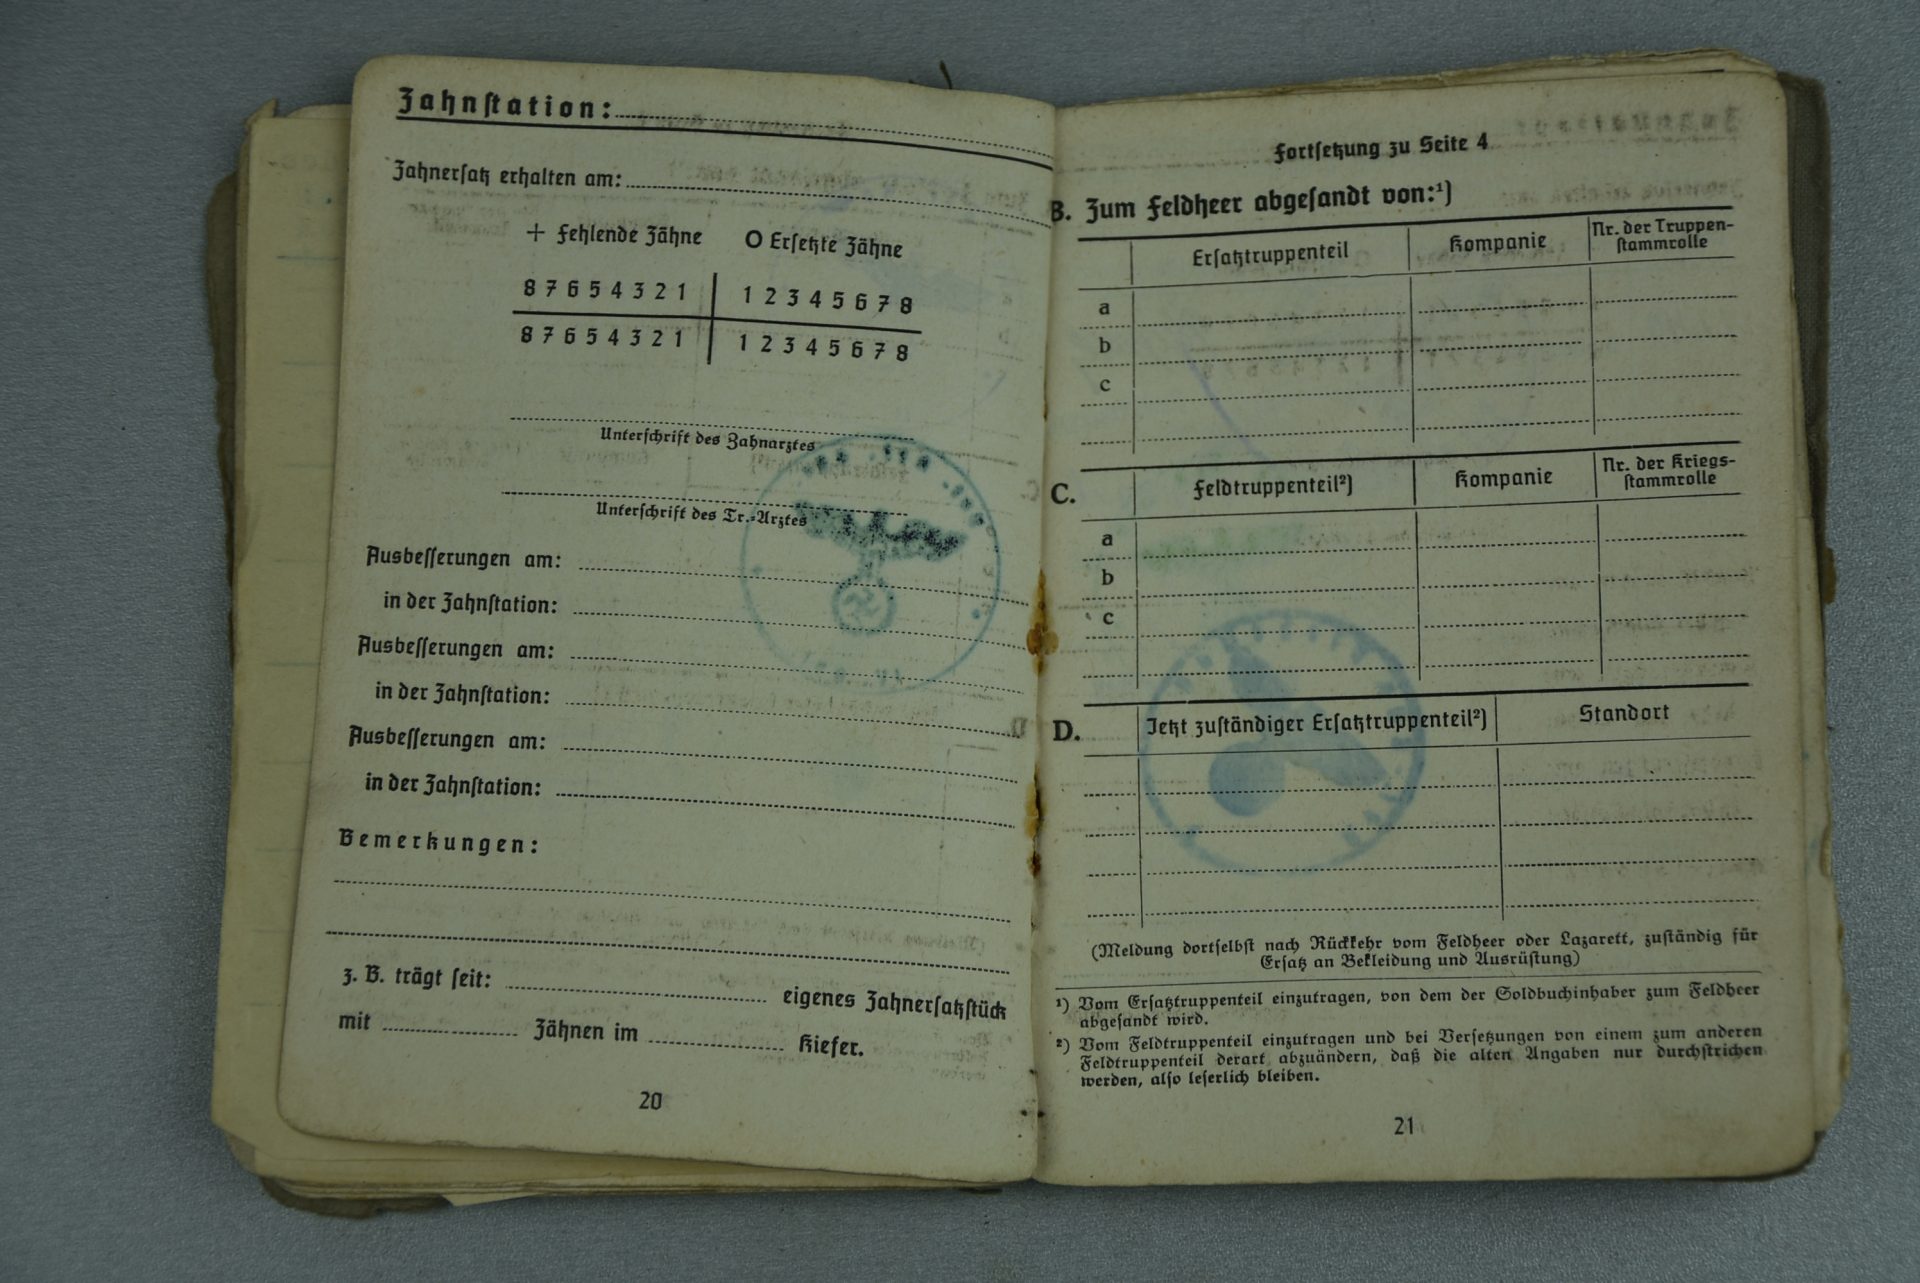 Zahnstation:
Zahnersatz erhalten am:
+ Fehlende Zähne O Ersetzte Zähne
8 7 6 5 4 3 2 1 1 2 3 4 5 6 7 8
8 7 6 5 4 3 2 1 1 2 3 4 5 6 7 8
Unterschrift des Zahnarztes
Unterschrift des Tr.-Arztes
Ausbesserungen am:
in der Zahnstation:
Ausbesserungen am:
in der Zahnstation:
Ausbesserungen am:
in der Zahnstation:
Bemerkungen:
z. B. trägt seit: eigenes Zahnersatzstück
mit Zähnen im Kiefer.
20
Fortsetzung zu Seite 4
B. Zum Feldheer abgesandt von:¹)
Ersatztruppenteil Kompanie Nr. der Truppen-
stammrolle
a
b
c
C. Feldtruppenteil²) Kompanie Nr. der Kriegs-
stammrolle
a
b
c
D. Jetzt zuständiger Ersatztruppenteil²) Standort
(Meldung dortselbst nach Rückkehr vom Feldheer oder Lazarett, zuständig für
Ersatz an Bekleidung und Ausrüstung)
¹) Vom Ersatztruppenteil einzutragen, von dem der Soldbuchinhaber zum Feldheer
abgesandt wird.
²) Vom Feldtruppenteil einzutragen und bei Versetzungen von einem zum anderen
Feldtruppenteil derart abzuändern, daß die alten Angaben nur durchstrichen
werden, also leserlich bleiben.
21